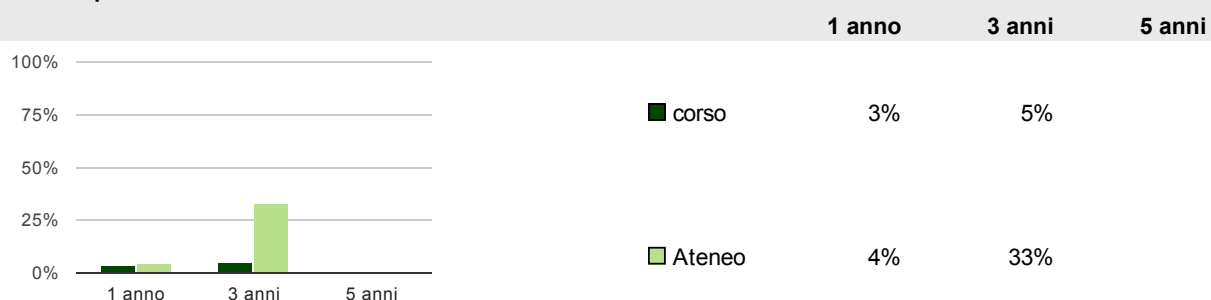 1 anno 3 anni 5 anni
100%
75%
50%
25%
0%
1 anno 3 anni 5 anni
corso 3% 5%
Ateneo 4% 33%